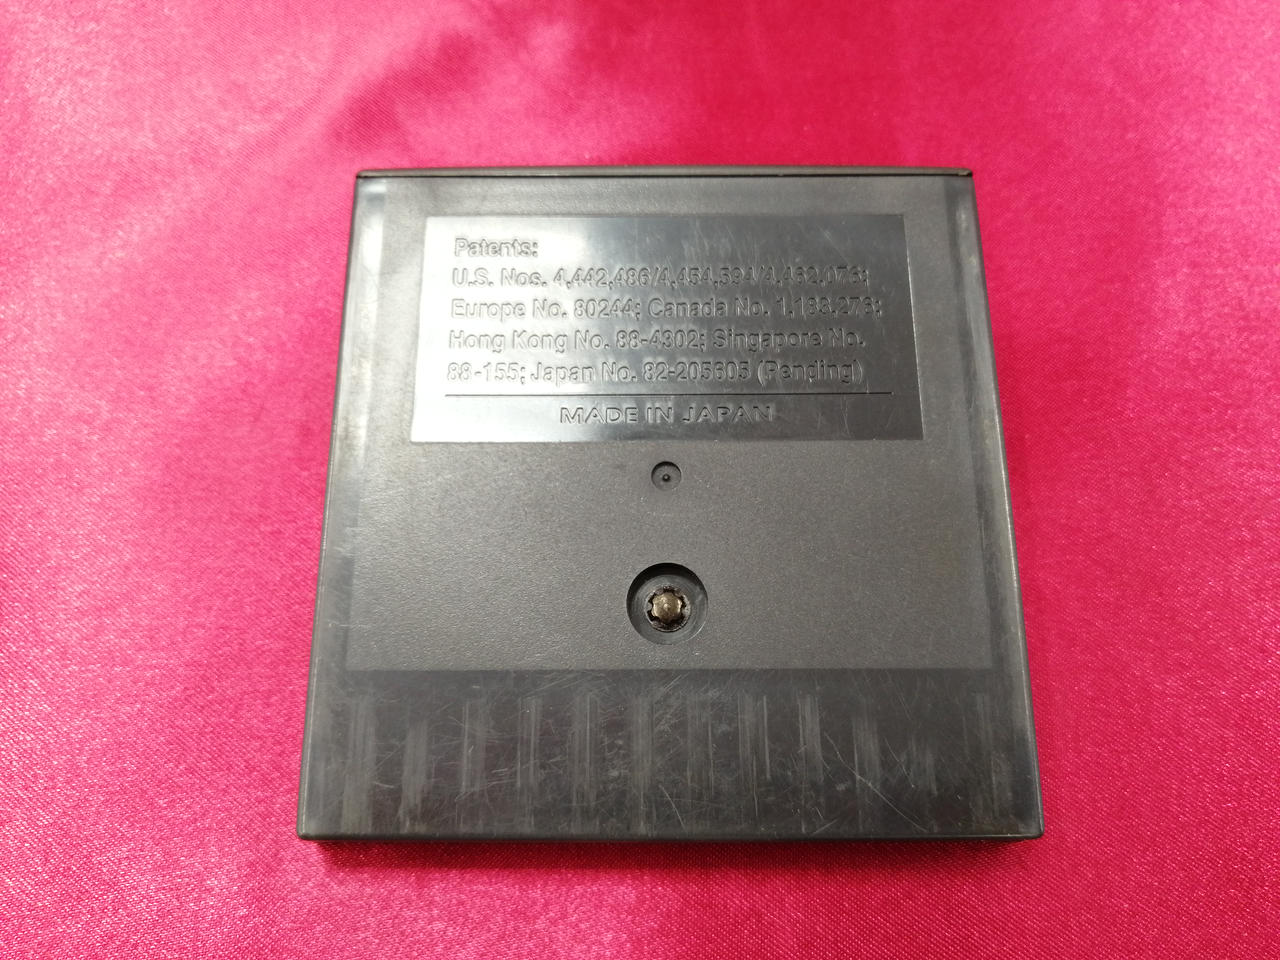 Patents:
U.S. Nos. 4,442,486/4,454,594/4,462,076;
Europe No. 80244; Canada No. 1,183,276;
Hong Kong No. 88-4302; Singapore No.
88-155; Japan No. 82-205605 (Pending)
MADE IN JAPAN